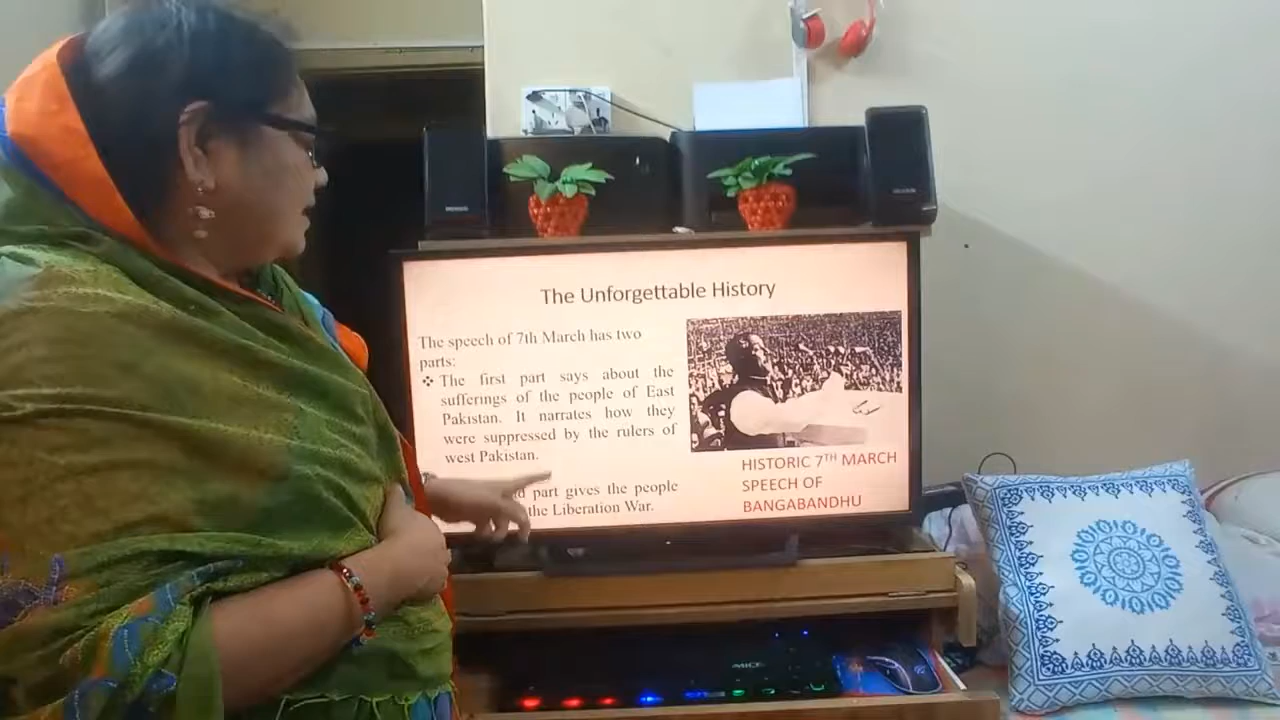 The Unforgettable History
The speech of 7th March has two
parts:
❖ The first part says about the
sufferings of the people of East
Pakistan. It narrates how they
were suppressed by the rulers of
west Pakistan.
part gives the people
the Liberation War.
HISTORIC 7TH MARCH
SPEECH OF
BANGABANDHU